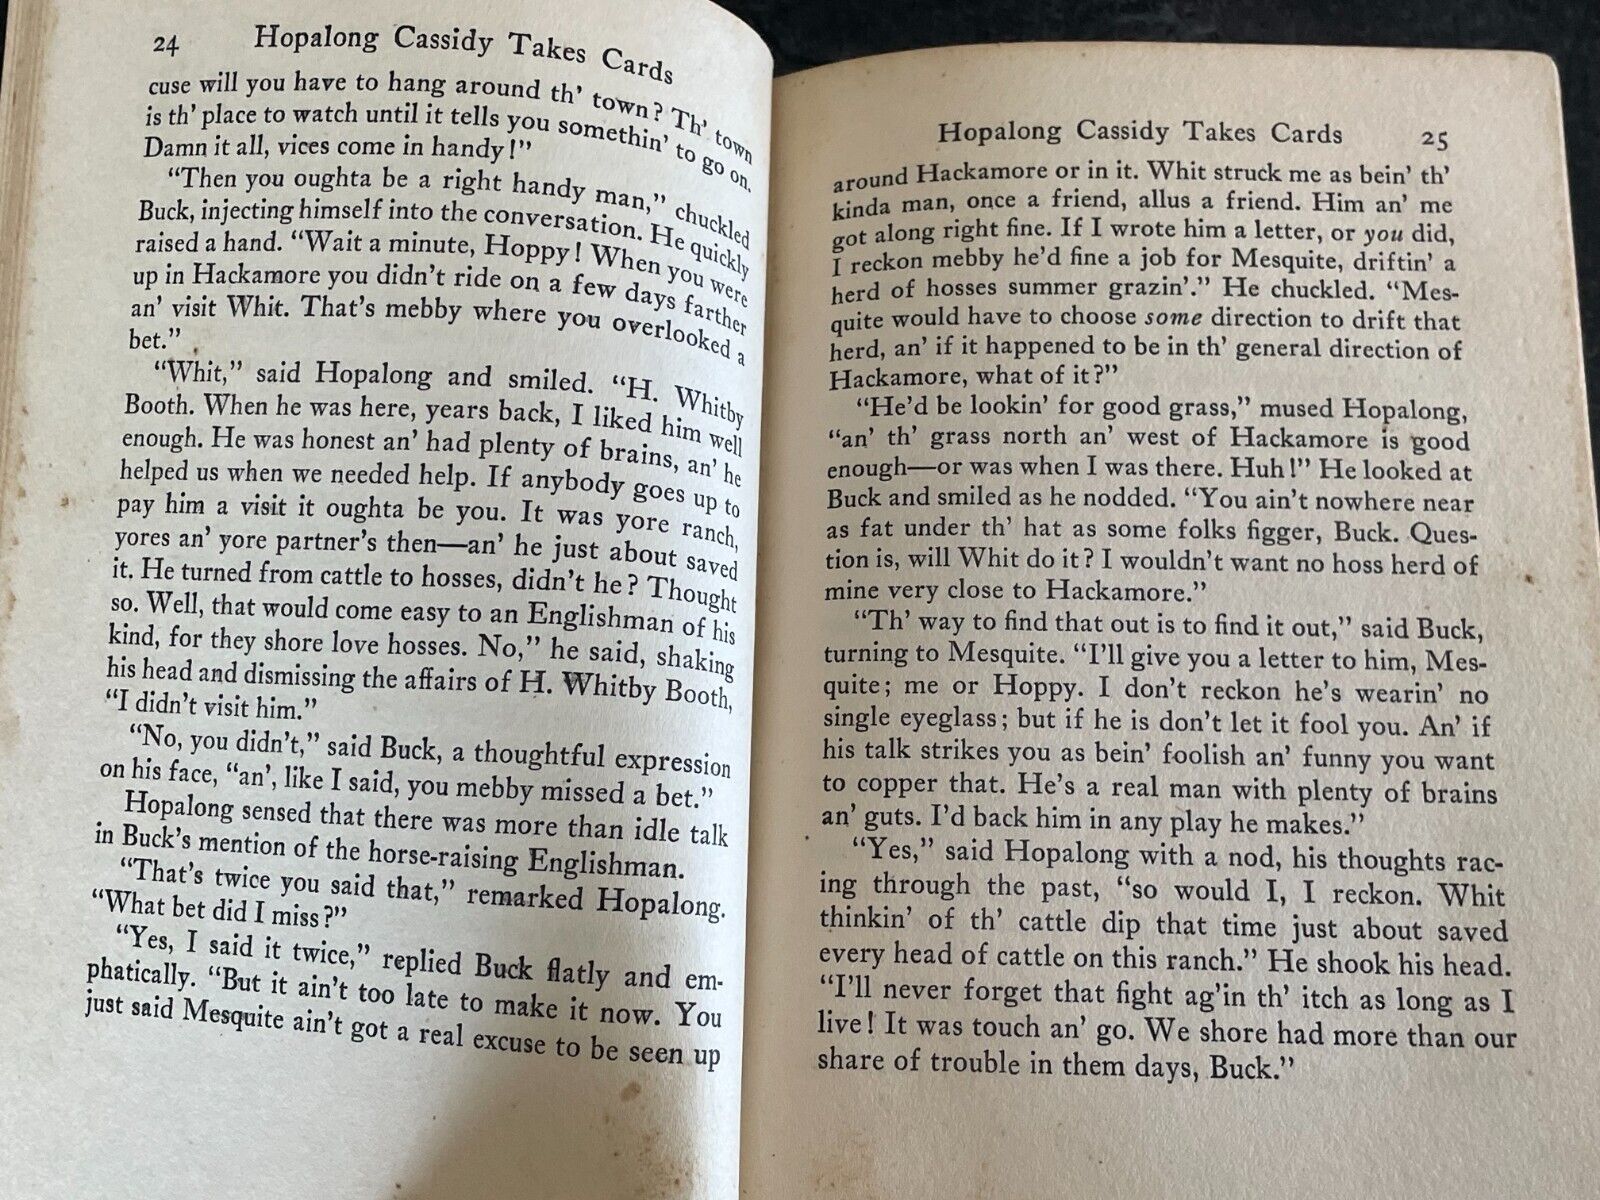 24 Hopalong Cassidy Takes Cards
cuse will you have to hang around th' town? Th' town
is th' place to watch until it tells you somethin' to go on.
Damn it all, vices come in handy!”
“Then you oughta be a right handy man,” chuckled
Buck, injecting himself into the conversation. He quickly
raised a hand. “Wait a minute, Hoppy! When you were
up in Hackamore you didn't ride on a few days farther
an' visit Whit. That's mebby where you overlooked a
bet.”
“Whit,” said Hopalong and smiled. “H. Whitby
Booth. When he was here, years back, I liked him well
enough. He was honest an' had plenty of brains, an' he
helped us when we needed help. If anybody goes up to
pay him a visit it oughta be you. It was yore ranch,
yores an' yore partner's then—an' he just about saved
it. He turned from cattle to hosses, didn't he? Thought
so. Well, that would come easy to an Englishman of his
kind, for they shore love hosses. No,” he said, shaking
his head and dismissing the affairs of H. Whitby Booth,
“I didn't visit him.”
“No, you didn't,” said Buck, a thoughtful expression
on his face, “an', like I said, you mebby missed a bet.”
Hopalong sensed that there was more than idle talk
in Buck's mention of the horse-raising Englishman.
“That's twice you said that,” remarked Hopalong.
“What bet did I miss?”
“Yes, I said it twice,” replied Buck flatly and em-
phatically. “But it ain't too late to make it now. You
just said Mesquite ain't got a real excuse to be seen up
Hopalong Cassidy Takes Cards 25
around Hackamore or in it. Whit struck me as bein' th'
kinda man, once a friend, allus a friend. Him an' me
got along right fine. If I wrote him a letter, or you did,
I reckon mebby he'd fine a job for Mesquite, driftin' a
herd of hosses summer grazin'.” He chuckled. “Mes-
quite would have to choose some direction to drift that
herd, an' if it happened to be in th' general direction of
Hackamore, what of it?”
“He'd be lookin' for good grass,” mused Hopalong,
“an' th' grass north an' west of Hackamore is good
enough—or was when I was there. Huh!” He looked at
Buck and smiled as he nodded. “You ain't nowhere near
as fat under th' hat as some folks figger, Buck. Ques-
tion is, will Whit do it? I wouldn't want no hoss herd of
mine very close to Hackamore.”
“Th' way to find that out is to find it out,” said Buck,
turning to Mesquite. “I'll give you a letter to him, Mes-
quite; me or Hoppy. I don't reckon he's wearin' no
single eyeglass; but if he is don't let it fool you. An' if
his talk strikes you as bein' foolish an' funny you want
to copper that. He's a real man with plenty of brains
an' guts. I'd back him in any play he makes.”
“Yes,” said Hopalong with a nod, his thoughts rac-
ing through the past, “so would I, I reckon. Whit
thinkin' of th' cattle dip that time just about saved
every head of cattle on this ranch.” He shook his head.
“I'll never forget that fight ag'in th' itch as long as I
live! It was touch an' go. We shore had more than our
share of trouble in them days, Buck.”